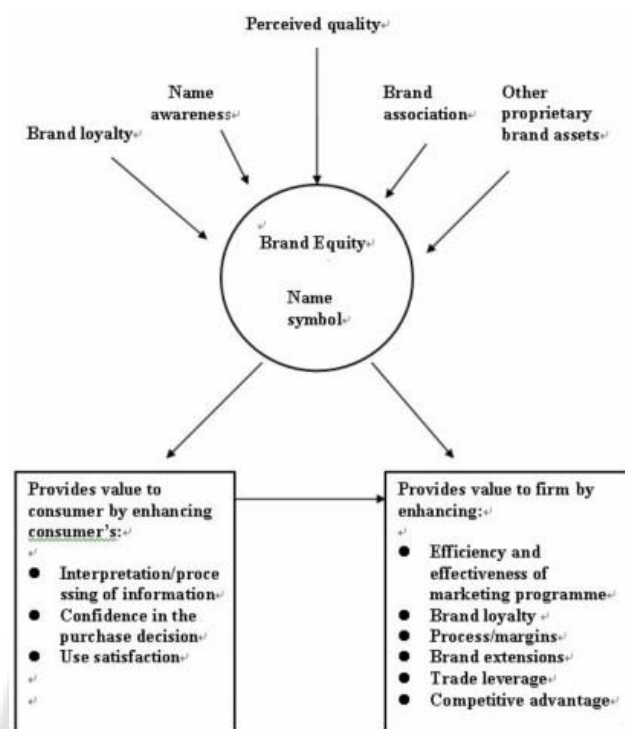 Perceived quality
Name
awareness
Brand
association
Other
proprietary
brand assets
Brand loyalty
Brand Equity
Name
symbol
Provides value to
consumer by enhancing
consumer's:
● Interpretation/proce
ssing of information
● Confidence in the
purchase decision
● Use satisfaction
Provides value to firm by
enhancing:
● Efficiency and
effectiveness of
marketing programme
● Brand loyalty
● Process/margins
● Brand extensions
● Trade leverage
● Competitive advantage